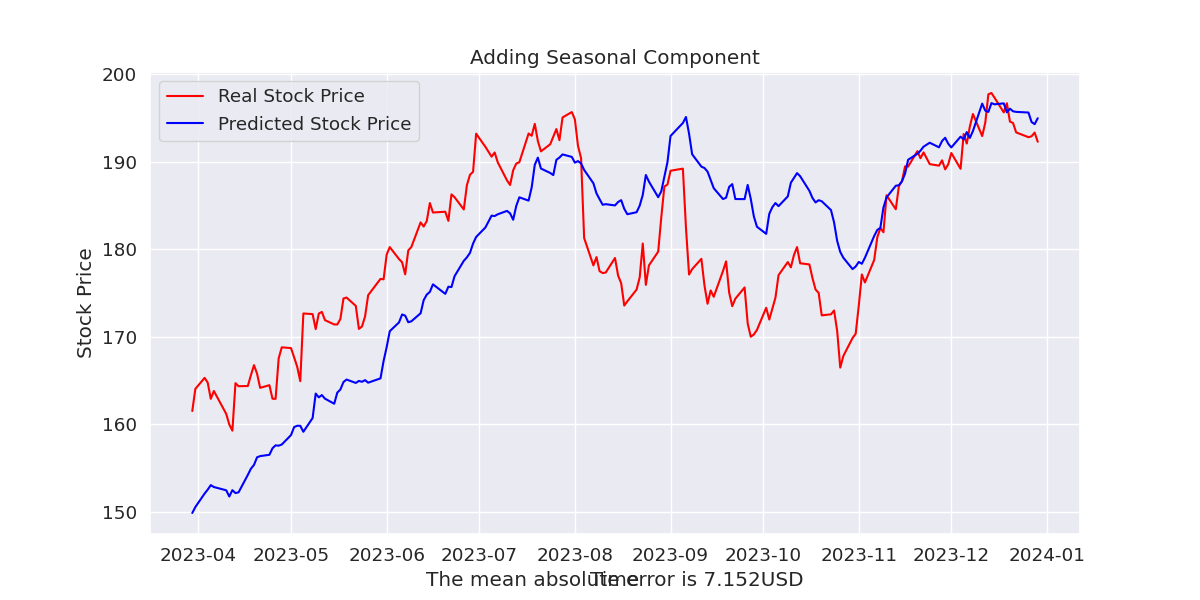 Adding Seasonal Component
Real Stock Price
Predicted Stock Price
Stock Price
200
190
180
170
160
150
2023-04 2023-05 2023-06 2023-07 2023-08 2023-09 2023-10 2023-11 2023-12 2024-01
Time
The mean absolute error is 7.152USD